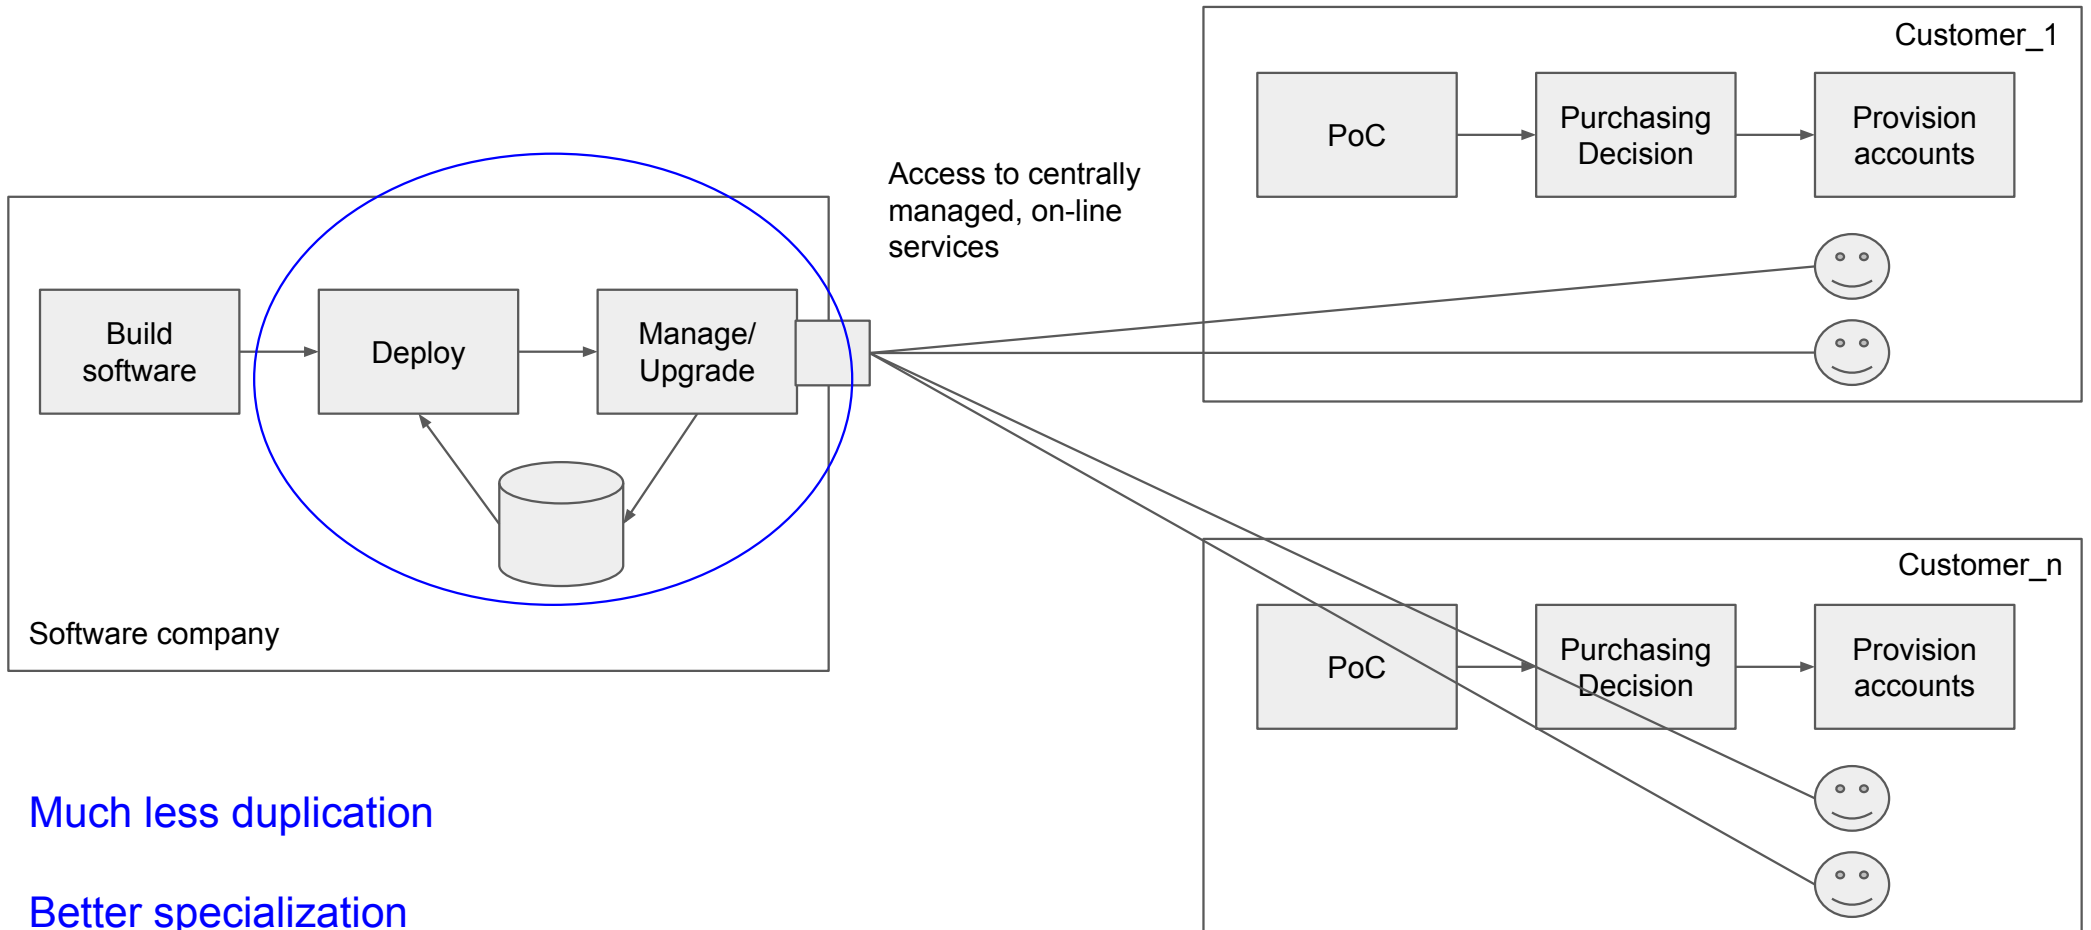 Customer_1
PoC
Purchasing
Decision
Provision
accounts
Access to centrally
managed, on-line
services
Build
software
Deploy
Manage/
Upgrade
Software company
Customer_n
PoC
Purchasing
Decision
Provision
accounts
Much less duplication
Better specialization